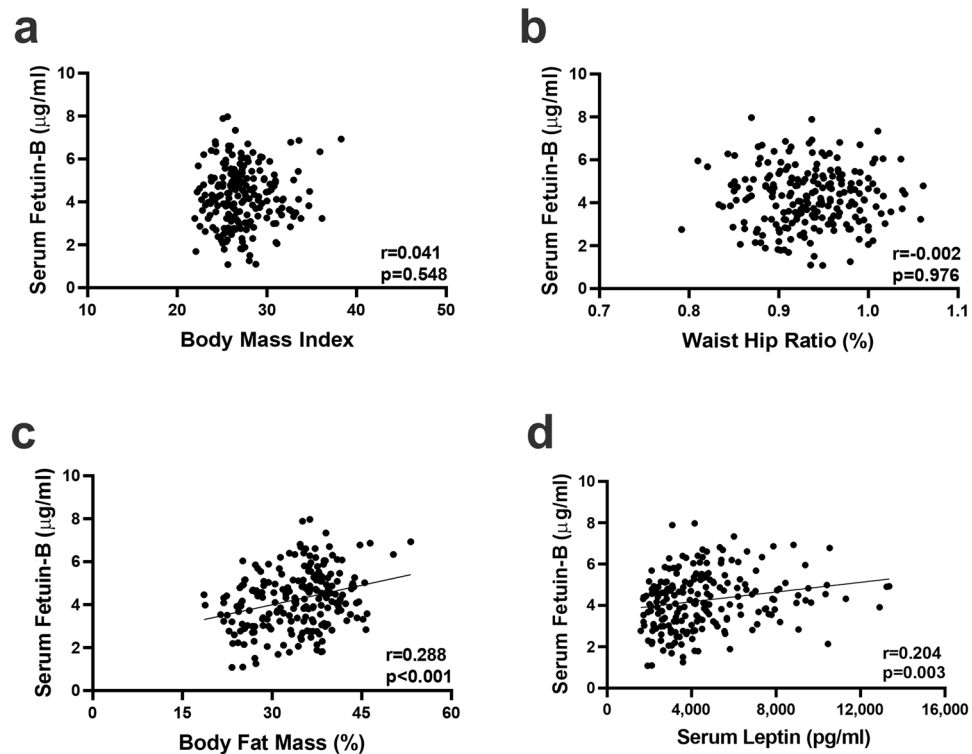 a
Serum Fetuin-B (μg/ml)
10
8
6
4
2
0
r=0.041
p=0.548
10
20
30
40
50
Body Mass Index
b
Serum Fetuin-B (μg/ml)
10
8
6
4
2
0
r=-0.002
p=0.976
0.7
0.8
0.9
1.0
1.1
Waist Hip Ratio (%)
c
Serum Fetuin-B (μg/ml)
10
8
6
4
2
0
r=0.288
p<0.001
0
15
30
45
60
Body Fat Mass (%)
d
Serum Fetuin-B (μg/ml)
10
8
6
4
2
0
r=0.204
p=0.003
0
4,000
8,000
12,000
16,000
Serum Leptin (pg/ml)